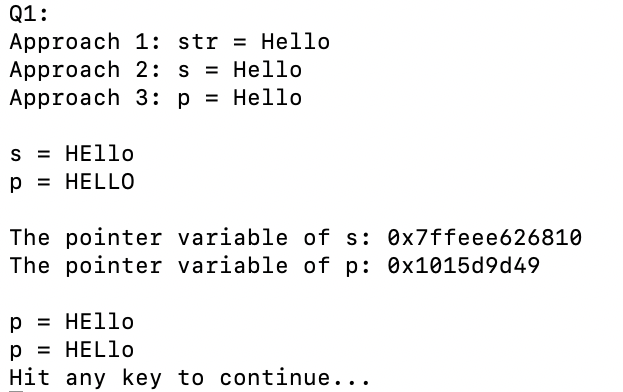 Q1:
Approach 1: str = Hello
Approach 2: s = Hello
Approach 3: p = Hello
s = HEllo
p = HELLO
The pointer variable of s: 0x7ffeee626810
The pointer variable of p: 0x1015d9d49
p = HEllo
p = HELlo
Hit any key to continue...